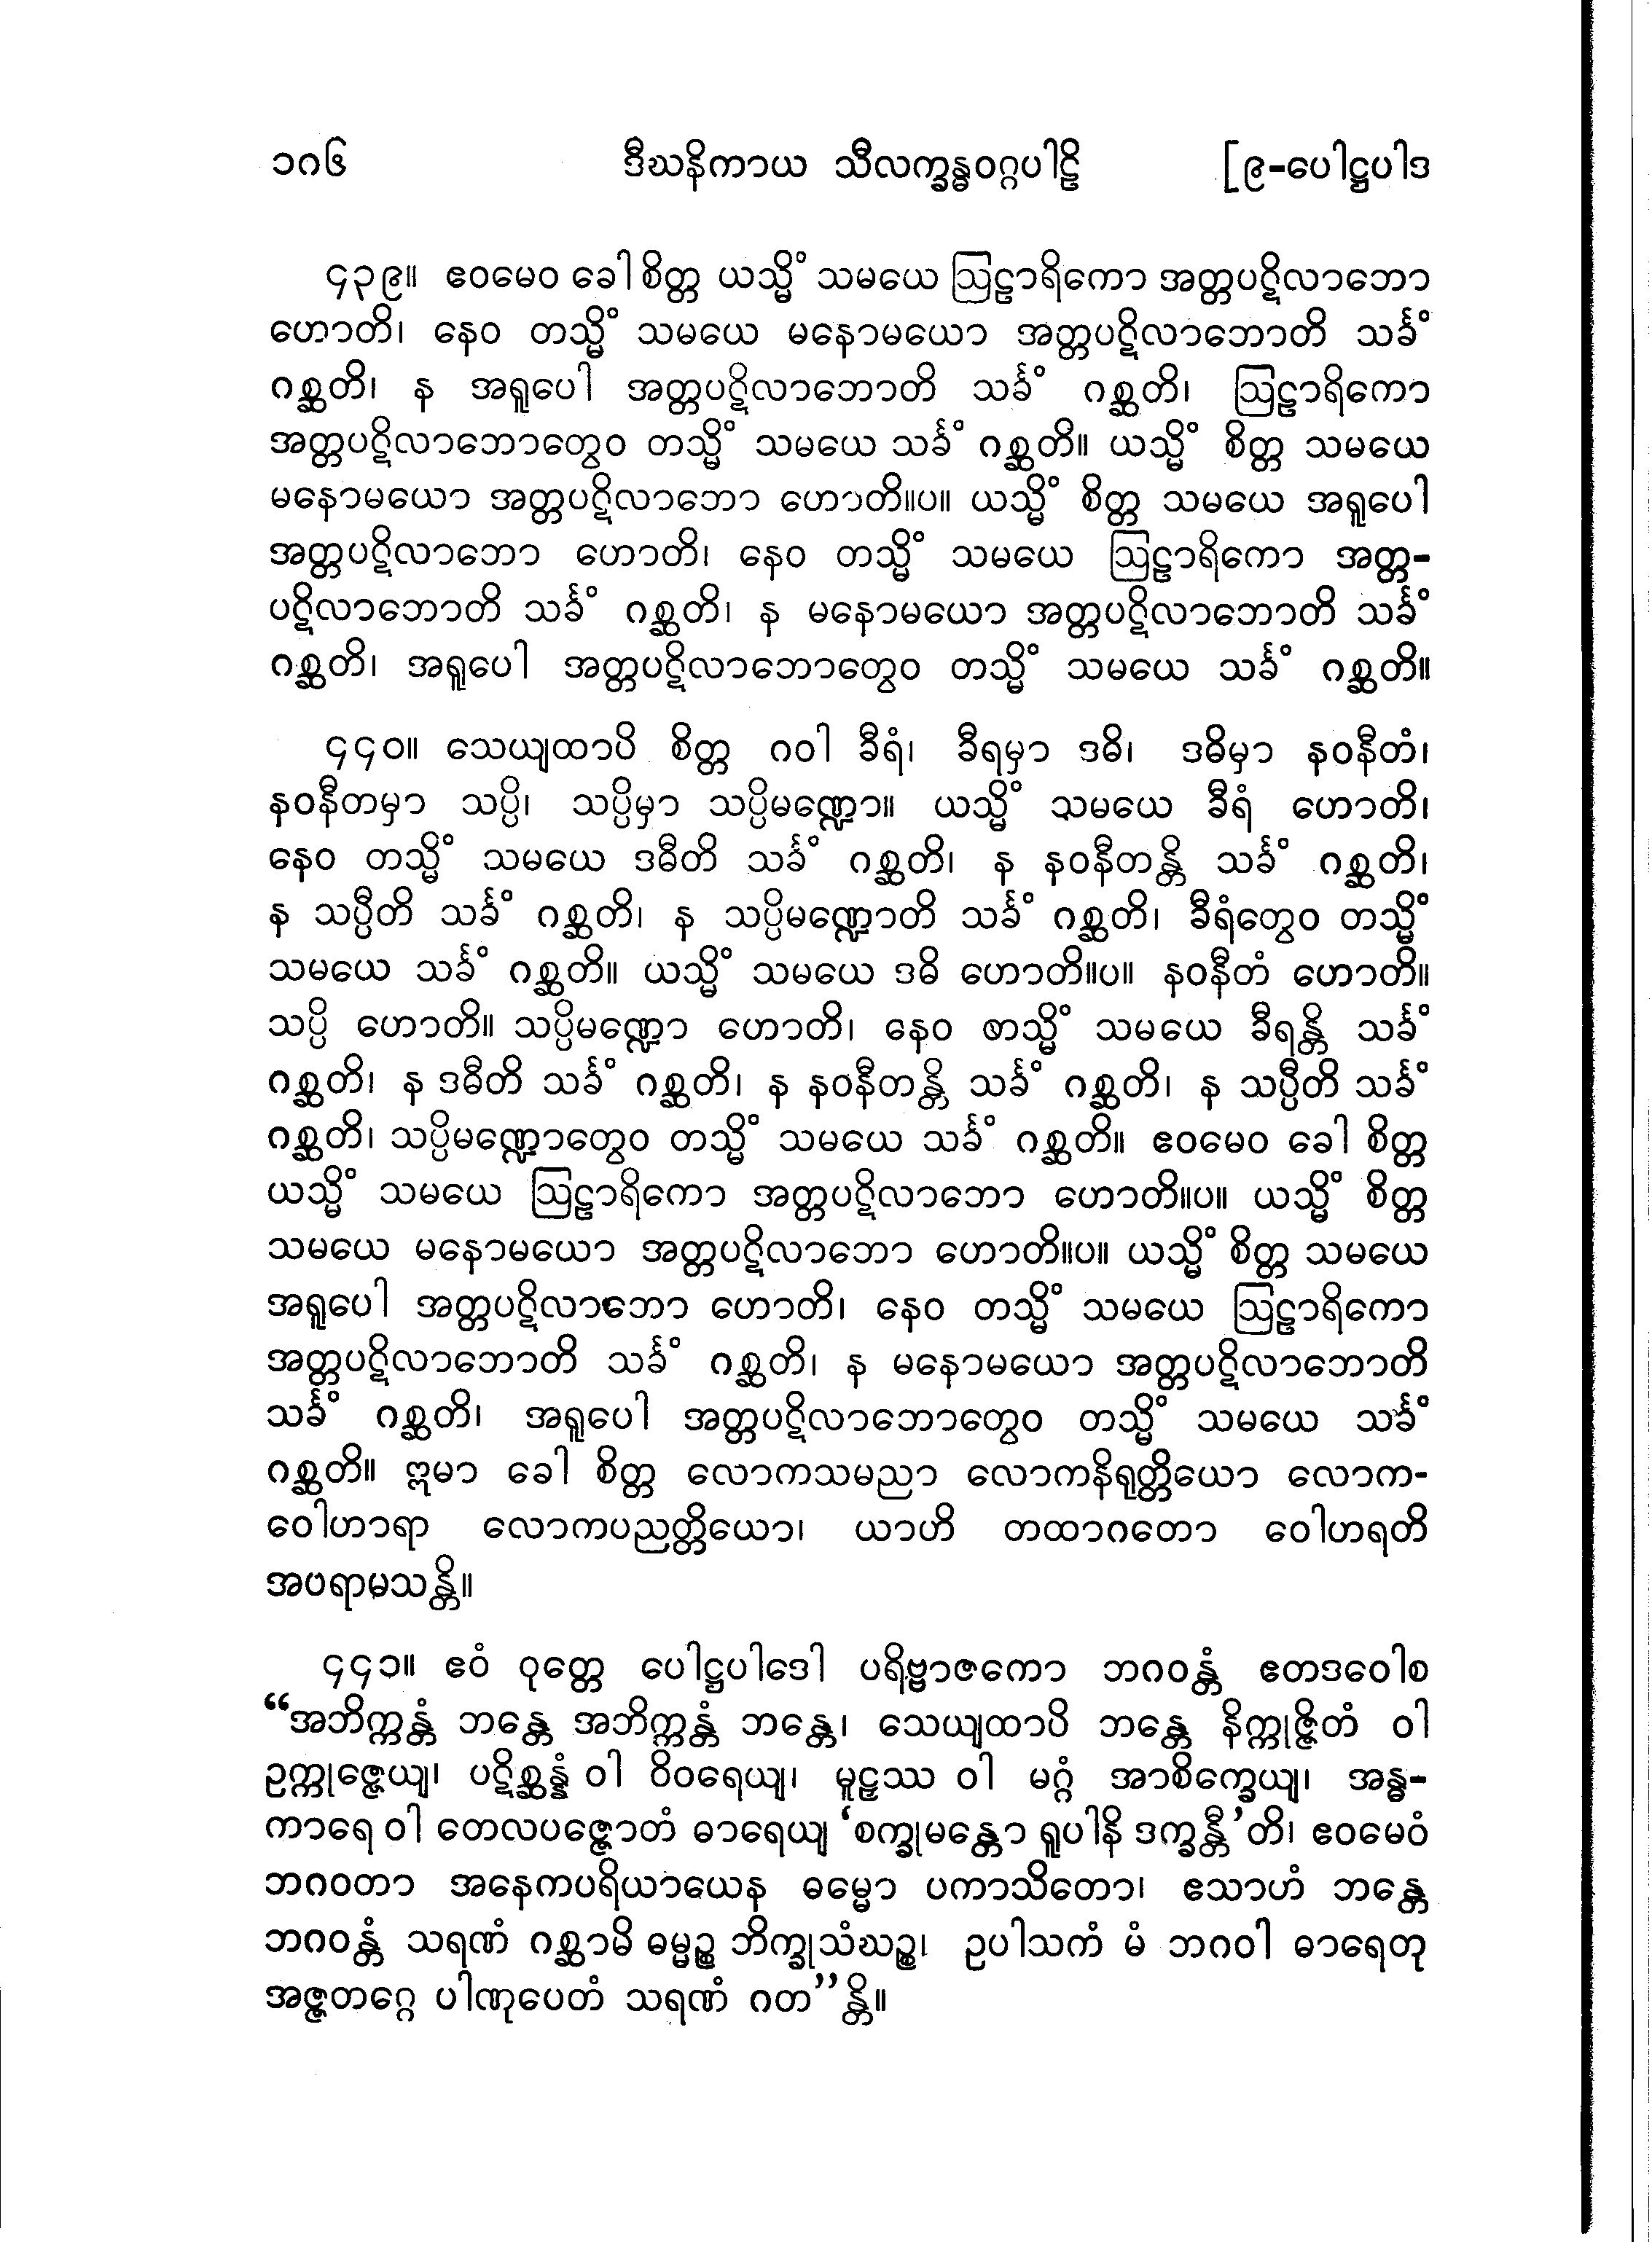 ၁၈၆ ဒီဃနိကာယ သီလက္ခန္ဓဝဂ္ဂပါဠိ [၉-ပေါဋ္ဌပါဒ
၄၃၉။ ဧဝမေဝ ခေါ စိတ္တ ယသ္မိံ သမယေ ဩဠာရိကော အတ္တပဋိလာဘော
ဟောတိ၊ နေဝ တသ္မိံ သမယေ မနောမယော အတ္တပဋိလာဘောတိ သင်္ခံ
ဂစ္ဆတိ၊ န အရူပေါ အတ္တပဋိလာဘောတိ သင်္ခံ ဂစ္ဆတိ၊ ဩဠာရိကော
အတ္တပဋိလာဘောတွေဝ တသ္မိံ သမယေ သင်္ခံ ဂစ္ဆတိ။ ယသ္မိံ စိတ္တ သမယေ
မနောမယော အတ္တပဋိလာဘော ဟောတိ။ပ။ ယသ္မိံ စိတ္တ သမယေ အရူပေါ
အတ္တပဋိလာဘော ဟောတိ၊ နေဝ တသ္မိံ သမယေ ဩဠာရိကော အတ္တ-
ပဋိလာဘောတိ သင်္ခံ ဂစ္ဆတိ၊ န မနောမယော အတ္တပဋိလာဘောတိ သင်္ခံ
ဂစ္ဆတိ၊ အရူပေါ အတ္တပဋိလာဘောတွေဝ တသ္မိံ သမယေ သင်္ခံ ဂစ္ဆတိ။
၄၄၀။ သေယျထာပိ စိတ္တ ဂဝါ ခီရံ၊ ခီရမှာ ဒဓိ၊ ဒဓိမှာ နဝနီတံ၊
နဝနီတမှာ သပ္ပိ၊ သပ္ပိမှာ သပ္ပိမဏ္ဍော။ ယသ္မိံ သမယေ ခီရံ ဟောတိ၊
နေဝ တသ္မိံ သမယေ ဒဓီတိ သင်္ခံ ဂစ္ဆတိ၊ န နဝနီတန္တိ သင်္ခံ ဂစ္ဆတိ၊
န သပ္ပီတိ သင်္ခံ ဂစ္ဆတိ၊ န သပ္ပိမဏ္ဍောတိ သင်္ခံ ဂစ္ဆတိ၊ ခီရံတွေဝ တသ္မိံ
သမယေ သင်္ခံ ဂစ္ဆတိ။ ယသ္မိံ သမယေ ဒဓိ ဟောတိ။ပ။ နဝနီတံ ဟောတိ။
သပ္ပိ ဟောတိ။ သပ္ပိမဏ္ဍော ဟောတိ၊ နေဝ တသ္မိံ သမယေ ခီရန္တိ သင်္ခံ
ဂစ္ဆတိ၊ န ဒဓီတိ သင်္ခံ ဂစ္ဆတိ၊ န နဝနီတန္တိ သင်္ခံ ဂစ္ဆတိ၊ န သပ္ပီတိ သင်္ခံ
ဂစ္ဆတိ၊ သပ္ပိမဏ္ဍောတွေဝ တသ္မိံ သမယေ သင်္ခံ ဂစ္ဆတိ။ ဧဝမေဝ ခေါ စိတ္တ
ယသ္မိံ သမယေ ဩဠာရိကော အတ္တပဋိလာဘော ဟောတိ။ပ။ ယသ္မိံ စိတ္တ
သမယေ မနောမယော အတ္တပဋိလာဘော ဟောတိ။ပ။ ယသ္မိံ စိတ္တ သမယေ
အရူပေါ အတ္တပဋိလာဘော ဟောတိ၊ နေဝ တသ္မိံ သမယေ ဩဠာရိကော
အတ္တပဋိလာဘောတိ သင်္ခံ ဂစ္ဆတိ၊ န မနောမယော အတ္တပဋိလာဘောတိ
သင်္ခံ ဂစ္ဆတိ၊ အရူပေါ အတ္တပဋိလာဘောတွေဝ တသ္မိံ သမယေ သင်္ခံ
ဂစ္ဆတိ။ ဣမာ ခေါ စိတ္တ လောကသမညာ လောကနိရုတ္တိယော လောက-
ဝေါဟာရာ လောကပညတ္တိယော၊ ယာဟိ တထာဂတော ဝေါဟရတိ
အပရာမသန္တိ။
၄၄၁။ ဧဝံ ဝုတ္တေ ပေါဋ္ဌပါဒေါ ပရိဗ္ဗာဇကော ဘဂဝန္တံ ဧတဒဝေါစ
“အဘိက္ကန္တံ ဘန္တေ အဘိက္ကန္တံ ဘန္တေ၊ သေယျထာပိ ဘန္တေ နိက္ကုဇ္ဇိတံ ဝါ
ဥက္ကုဇ္ဇေယျ၊ ပဋိစ္ဆန္နံ ဝါ ဝိဝရေယျ၊ မူဠှဿ ဝါ မဂ္ဂံ အာစိက္ခေယျ၊ အန္ဓ-
ကာရေ ဝါ တေလပဇ္ဇောတံ ဓာရေယျ ‘စက္ခုမန္တော ရူပါနိ ဒက္ခန္တီ’တိ၊ ဧဝမေဝံ
ဘဂဝတာ အနေကပရိယာယေန ဓမ္မော ပကာသိတော၊ ဧသာဟံ ဘန္တေ
ဘဂဝန္တံ သရဏံ ဂစ္ဆာမိ ဓမ္မဉ္စ ဘိက္ခုသံဃဉ္စ၊ ဥပါသကံ မံ ဘဂဝါ ဓာရေတု
အဇ္ဇတဂ္ဂေ ပါဏုပေတံ သရဏံ ဂတ”န္တိ။